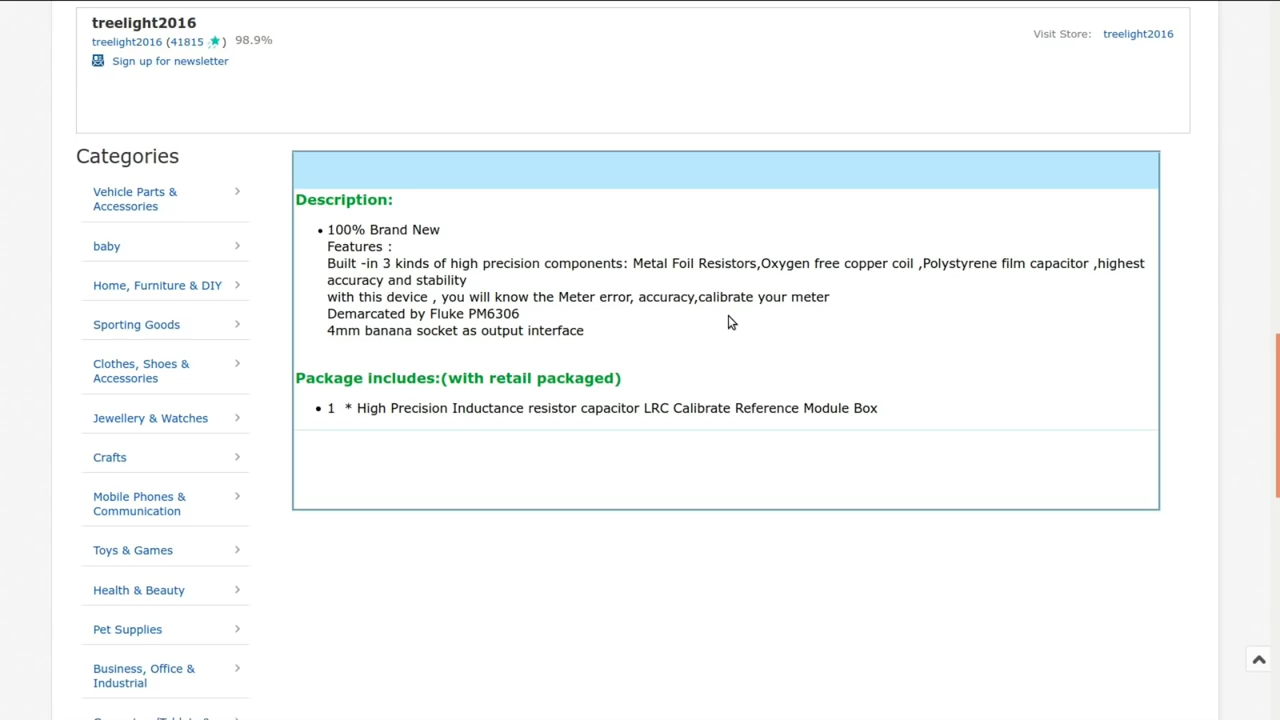 treelight2016
treelight2016 (41815 ) 98.9%
Visit Store: treelight2016
Sign up for newsletter
Categories
Vehicle Parts &
Accessories
baby
Home, Furniture & DIY
Sporting Goods
Clothes, Shoes &
Accessories
Jewellery & Watches
Crafts
Mobile Phones &
Communication
Toys & Games
Health & Beauty
Pet Supplies
Business, Office &
Industrial
Description:
• 100% Brand New
Features :
Built -in 3 kinds of high precision components: Metal Foil Resistors,Oxygen free copper coil ,Polystyrene film capacitor ,highest
accuracy and stability
with this device , you will know the Meter error, accuracy,calibrate your meter
Demarcated by Fluke PM6306
4mm banana socket as output interface
Package includes:(with retail packaged)
• 1 * High Precision Inductance resistor capacitor LRC Calibrate Reference Module Box